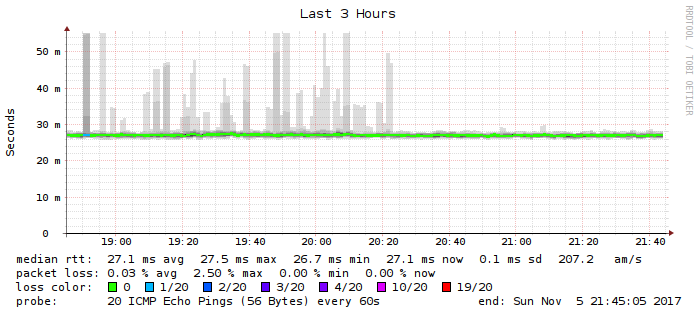 Last 3 Hours
RRDTOOL / TOBI OETIKER
Seconds
50 m
40 m
30 m
20 m
10 m
0
19:00 19:20 19:40 20:00 20:20 20:40 21:00 21:20 21:40
median rtt: 27.1 ms avg 27.5 ms max 26.7 ms min 27.1 ms now 0.1 ms sd 207.2 am/s
packet loss: 0.03 % avg 2.50 % max 0.00 % min 0.00 % now
loss color: 0 1/20 2/20 3/20 4/20 10/20 19/20
probe: 20 ICMP Echo Pings (56 Bytes) every 60s end: Sun Nov 5 21:45:05 2017